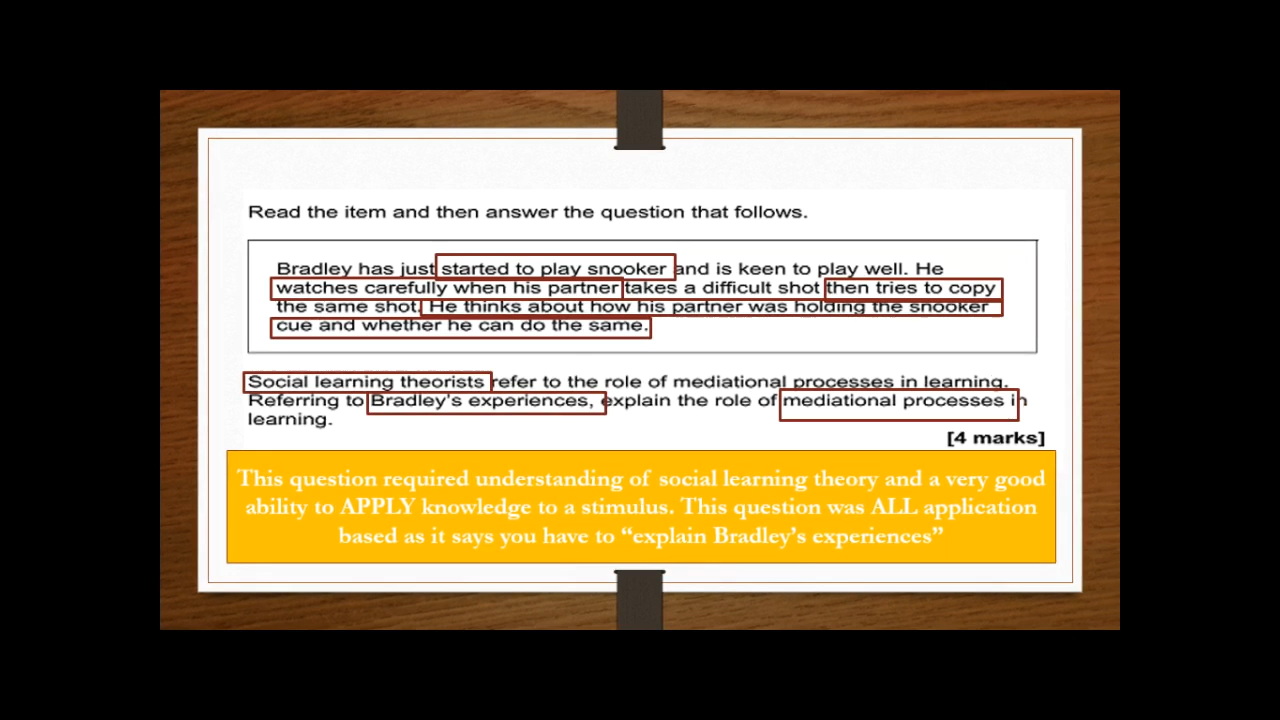 Read the item and then answer the question that follows.
Bradley has just started to play snooker and is keen to play well. He
watches carefully when his partner takes a difficult shot then tries to copy
the same shot. He thinks about how his partner was holding the snooker
cue and whether he can do the same.
Social learning theorists refer to the role of mediational processes in learning.
Referring to Bradley's experiences, explain the role of mediational processes in
learning.
[4 marks]
This question required understanding of social learning theory and a very good
ability to APPLY knowledge to a stimulus. This question was ALL application
based as it says you have to “explain Bradley’s experiences”